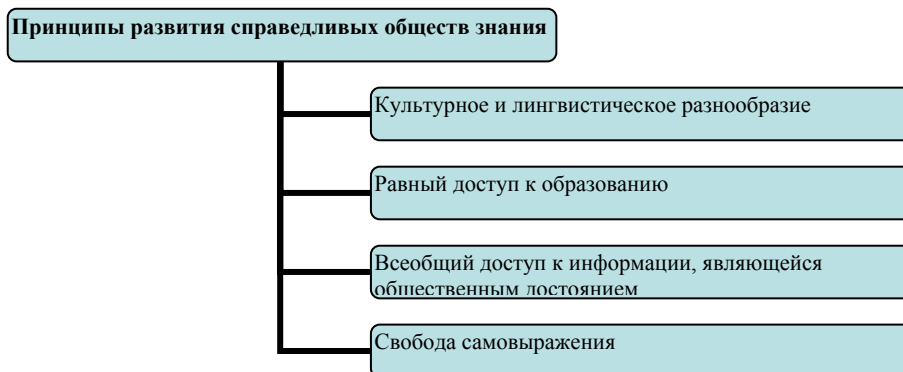 Принципы развития справедливых обществ знания
Культурное и лингвистическое разнообразие
Равный доступ к образованию
Всеобщий доступ к информации, являющейся
общественным достоянием
Свобода самовыражения